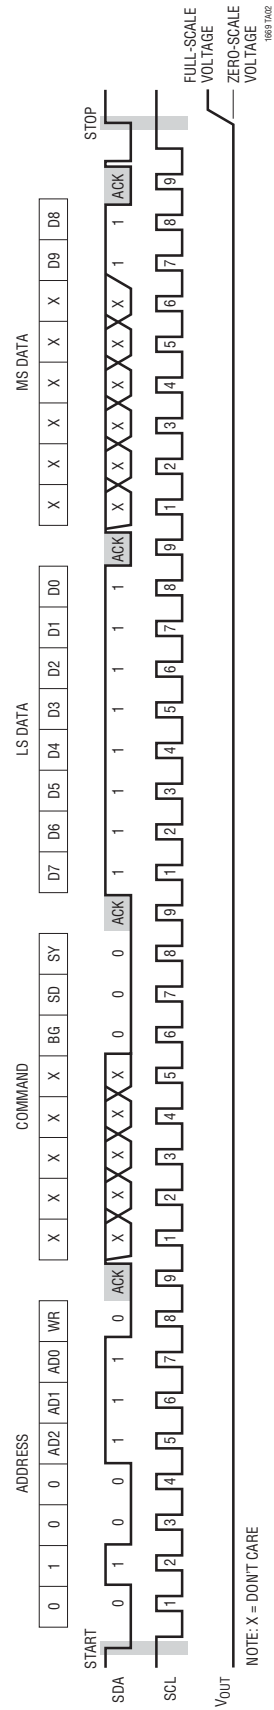 ADDRESS COMMAND LS DATA MS DATA
0 1 0 0 AD2 AD1 AD0 WR X X X X X BG SD SY D7 D6 D5 D4 D3 D2 D1 D0 X X X X X X D9 D8
START STOP
SDA 0 1 0 0 1 1 1 0 ACK X X X X X 0 0 0 ACK 1 1 1 1 1 1 1 1 ACK X X X X X X 1 1 ACK
SCL 1 2 3 4 5 6 7 8 9 1 2 3 4 5 6 7 8 9 1 2 3 4 5 6 7 8 9 1 2 3 4 5 6 7 8 9
FULL-SCALE
VOLTAGE
VOUT
ZERO-SCALE
VOLTAGE
NOTE: X = DON'T CARE
1669 TA02